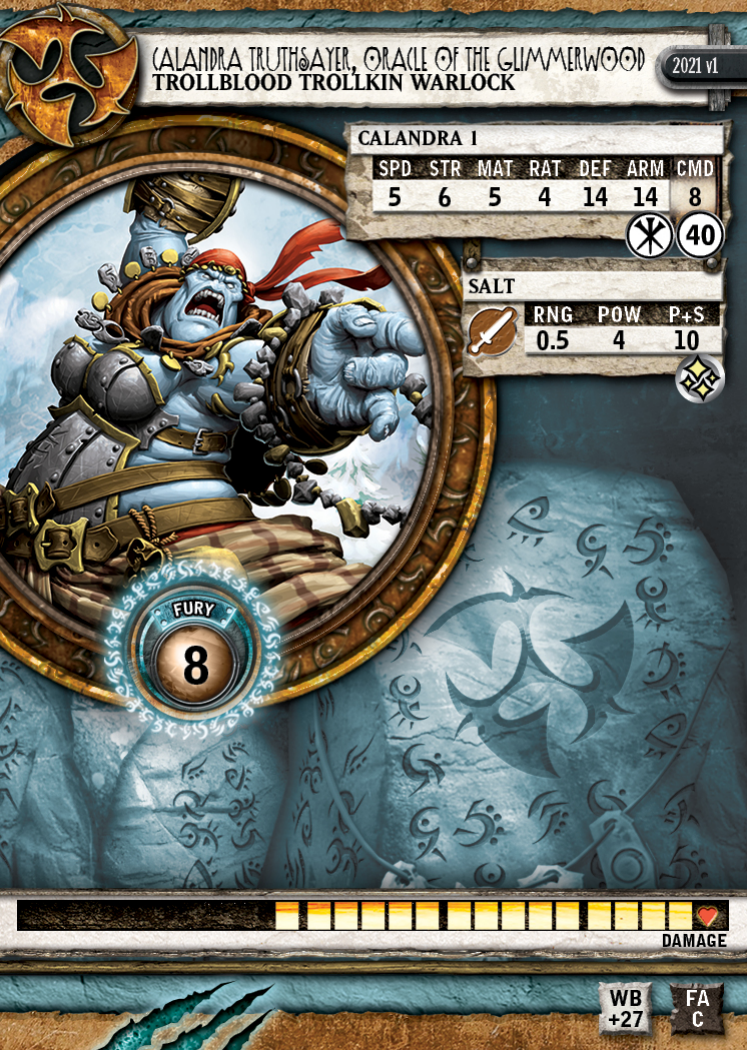 CALANDRA TRUTHSAYER, ORACLE OF THE GLIMMERWOOD
TROLLBLOOD TROLLKIN WARLOCK
2021 v1
CALANDRA 1
SPD STR MAT RAT DEF ARM CMD
5 6 5 4 14 14 8
40
SALT
RNG POW P+S
0.5 4 10
FURY
8
DAMAGE
WB
+27
FA
C